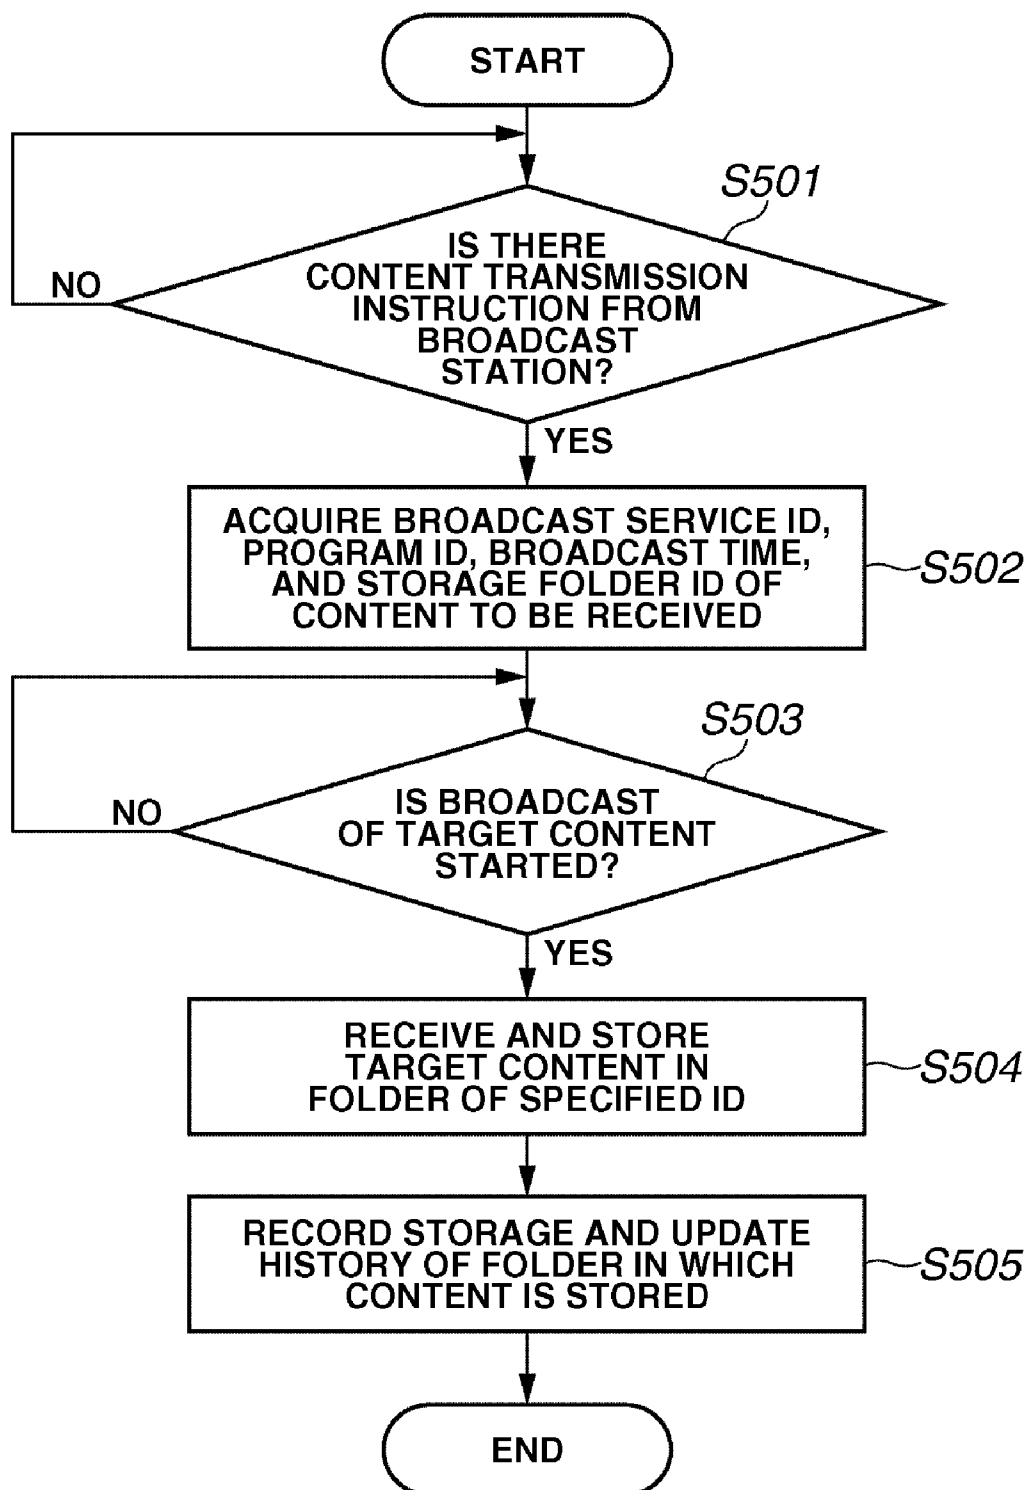 START
S501
IS THERE
CONTENT TRANSMISSION
INSTRUCTION FROM
BROADCAST
STATION?
NO
YES
ACQUIRE BROADCAST SERVICE ID,
PROGRAM ID, BROADCAST TIME,
AND STORAGE FOLDER ID OF
CONTENT TO BE RECEIVED
S502
S503
IS BROADCAST
OF TARGET CONTENT
STARTED?
NO
YES
RECEIVE AND STORE
TARGET CONTENT IN
FOLDER OF SPECIFIED ID
S504
RECORD STORAGE AND UPDATE
HISTORY OF FOLDER IN WHICH
CONTENT IS STORED
S505
END